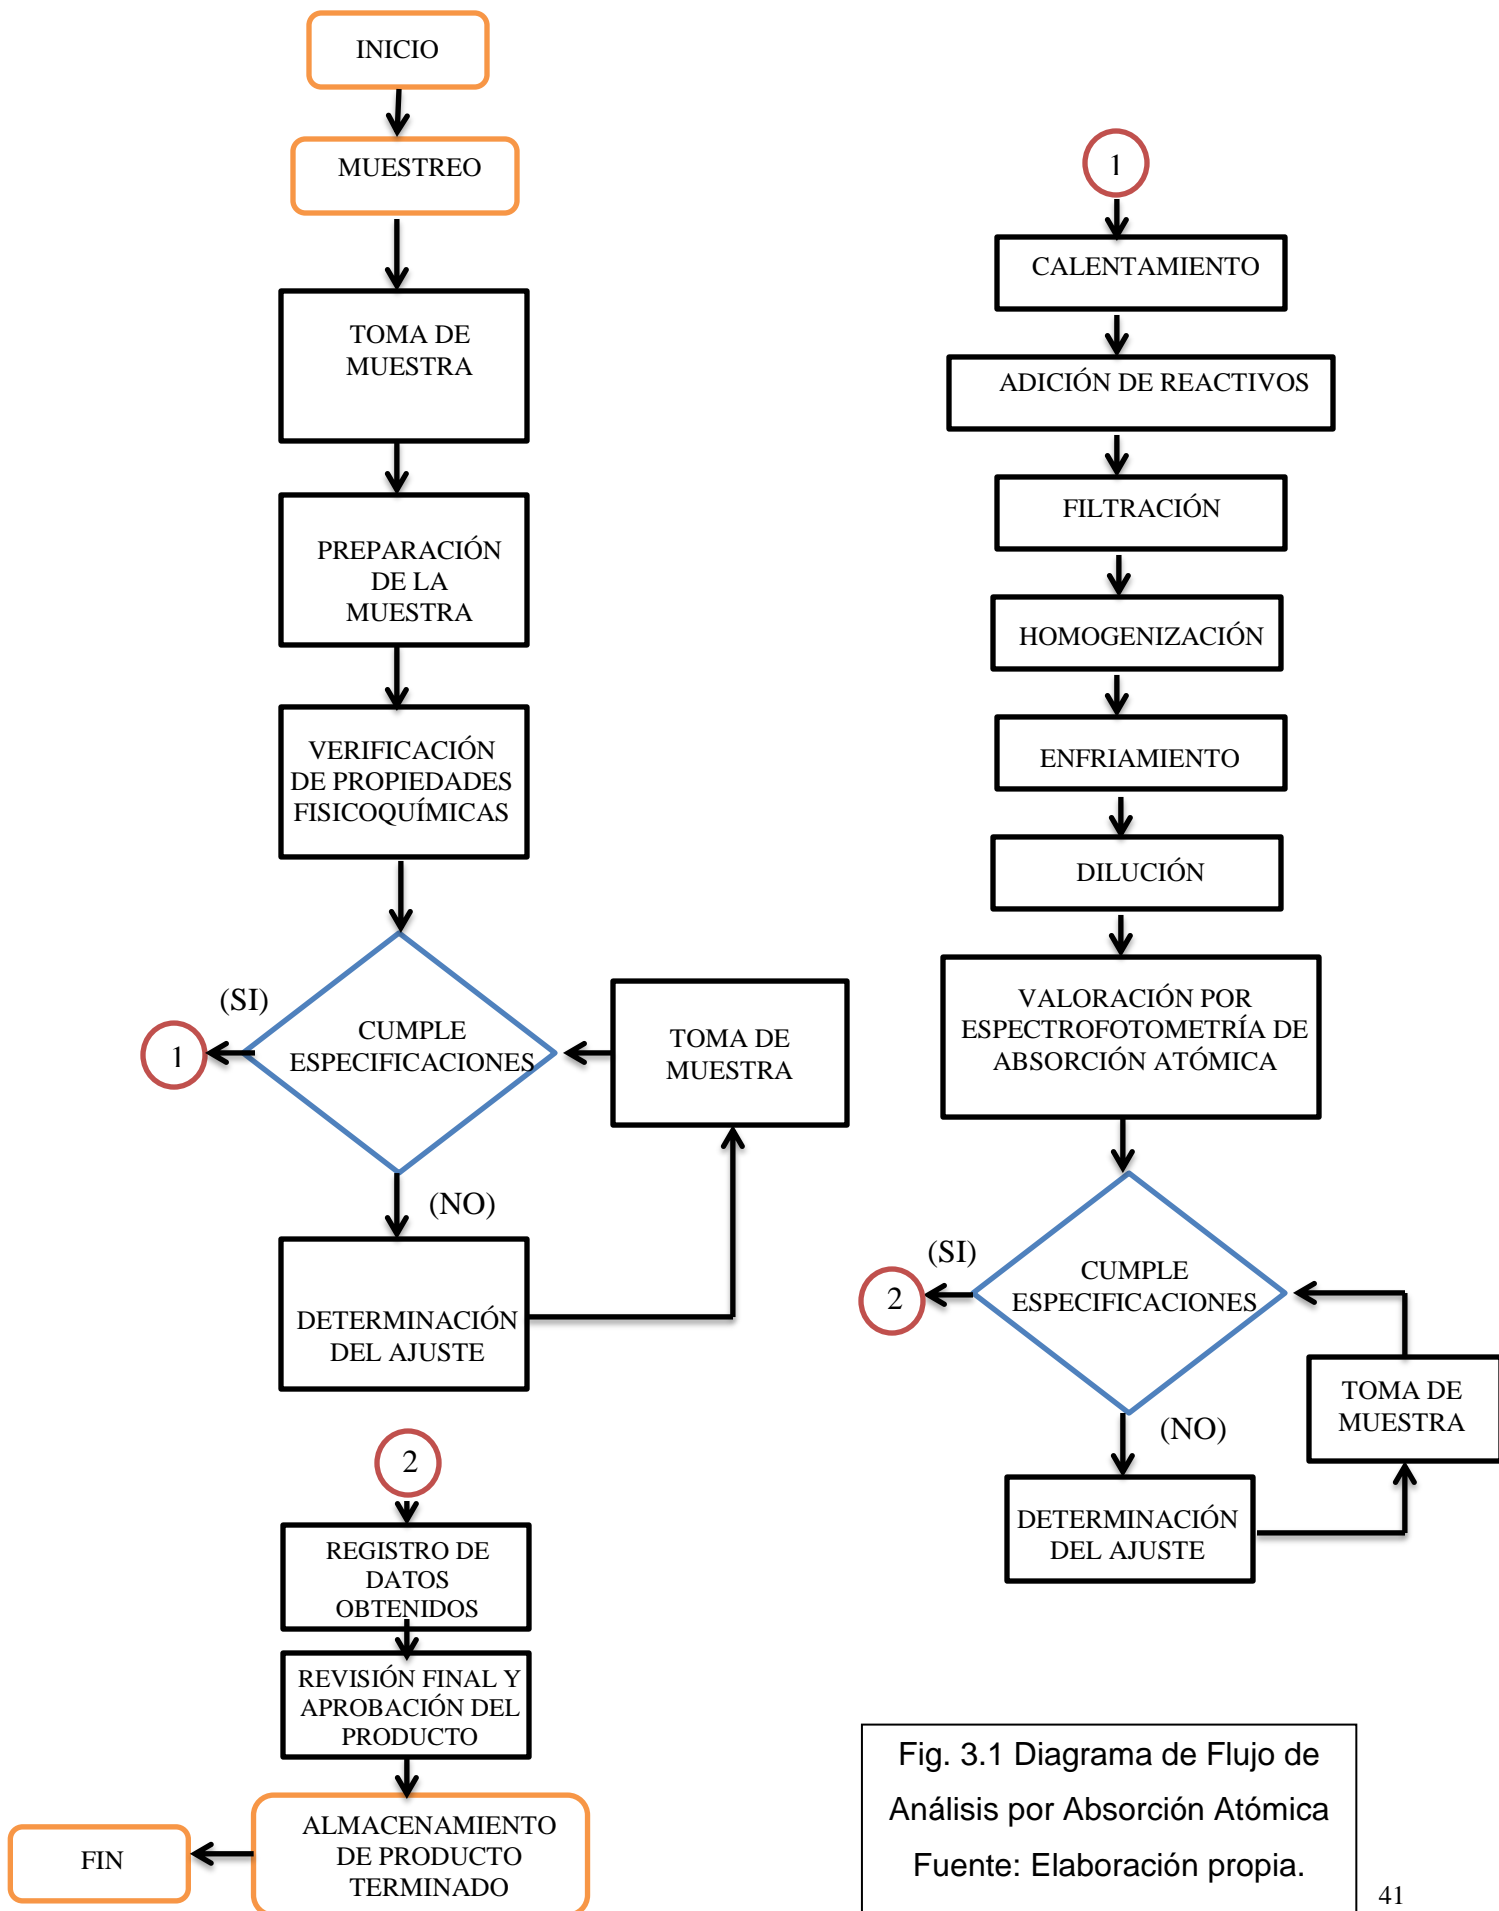 INICIO
MUESTREO
TOMA DE
MUESTRA
PREPARACIÓN
DE LA
MUESTRA
VERIFICACIÓN
DE PROPIEDADES
FISICOQUÍMICAS
(SI)
CUMPLE
ESPECIFICACIONES
1
TOMA DE
MUESTRA
(NO)
DETERMINACIÓN
DEL AJUSTE
1
CALENTAMIENTO
ADICIÓN DE REACTIVOS
FILTRACIÓN
HOMOGENIZACIÓN
ENFRIAMIENTO
DILUCIÓN
VALORACIÓN POR
ESPECTROFOTOMETRÍA DE
ABSORCIÓN ATÓMICA
(SI)
CUMPLE
ESPECIFICACIONES
2
TOMA DE
MUESTRA
(NO)
DETERMINACIÓN
DEL AJUSTE
2
REGISTRO DE
DATOS
OBTENIDOS
REVISIÓN FINAL Y
APROBACIÓN DEL
PRODUCTO
ALMACENAMIENTO
DE PRODUCTO
TERMINADO
FIN
Fig. 3.1 Diagrama de Flujo de
Análisis por Absorción Atómica
Fuente: Elaboración propia.
41